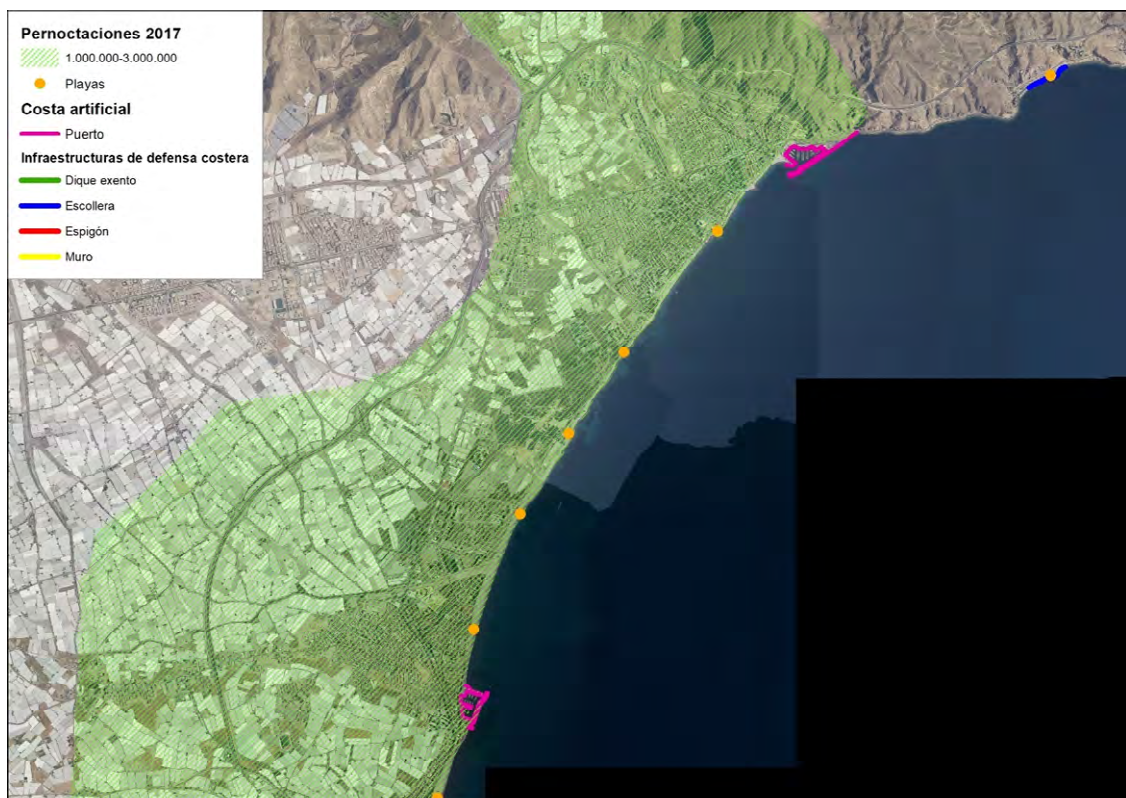 Pernoctaciones 2017
1.000.000-3.000.000
Playas
Costa artificial
Puerto
Infraestructuras de defensa costera
Dique exento
Escollera
Espigón
Muro